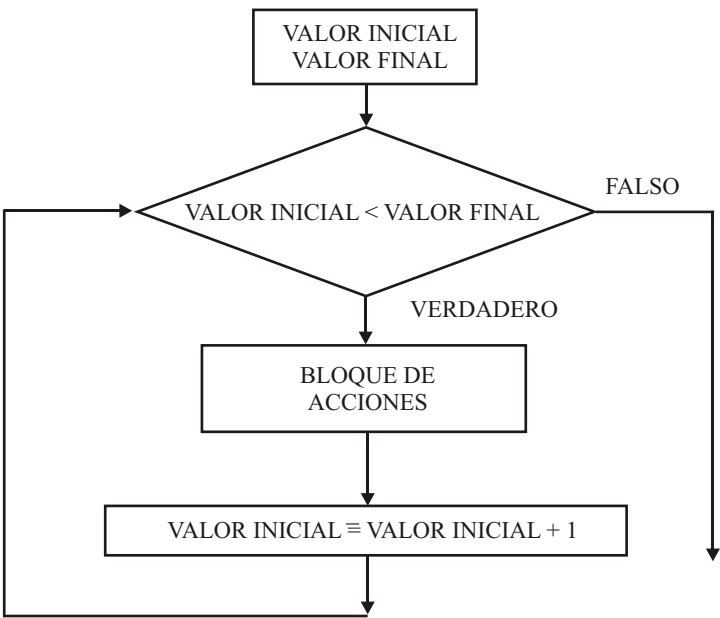 VALOR INICIAL
VALOR FINAL
VALOR INICIAL < VALOR FINAL
FALSO
VERDADERO
BLOQUE DE
ACCIONES
VALOR INICIAL ≡ VALOR INICIAL + 1